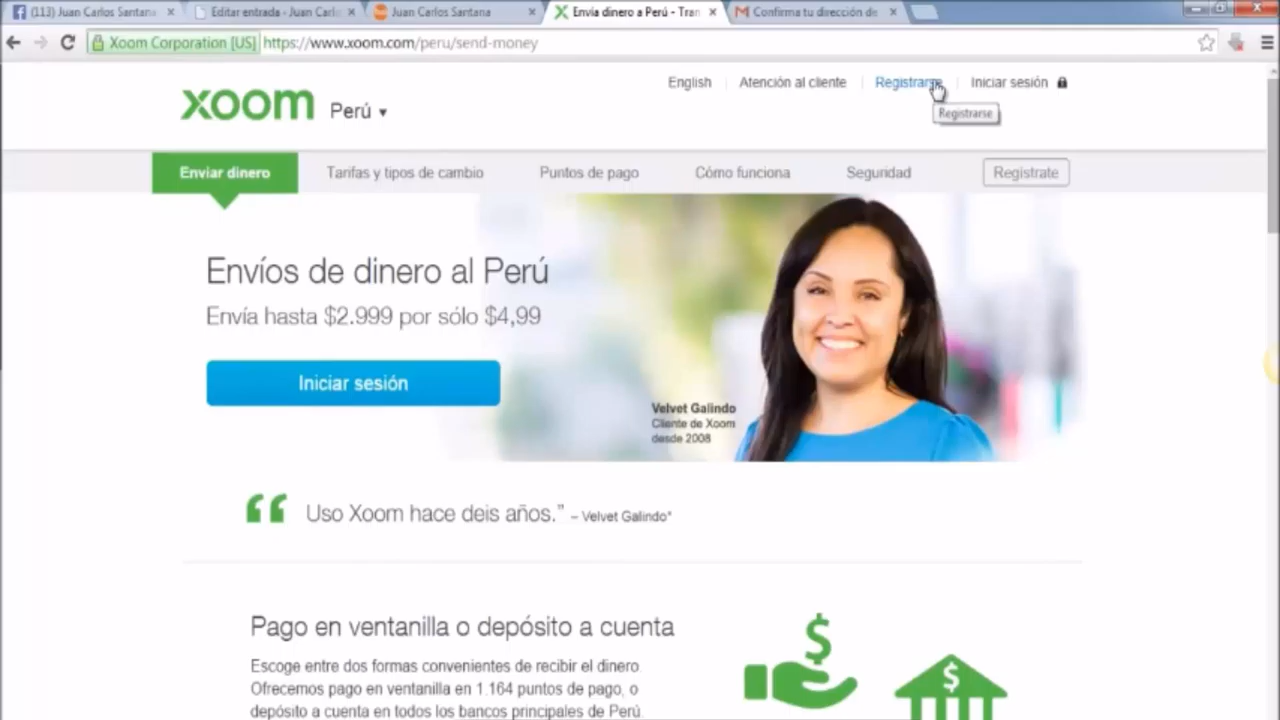 (113) Juan Carlos Santana
Editar entrada ‹ Juan Carl
Juan Carlos Santana
Envía dinero a Perú - Tran
Confirma tu dirección de
Xoom Corporation [US] https://www.xoom.com/peru/send-money
English
Atención al cliente
Registrarse
Iniciar sesión
Registrarse
xoom Perú
Enviar dinero
Tarifas y tipos de cambio
Puntos de pago
Cómo funciona
Seguridad
Regístrate
Envíos de dinero al Perú
Envía hasta $2.999 por sólo $4,99
Iniciar sesión
Velvet Galindo
Cliente de Xoom
desde 2008
Uso Xoom hace deis años.” – Velvet Galindo*
Pago en ventanilla o depósito a cuenta
Escoge entre dos formas convenientes de recibir el dinero
Ofrecemos pago en ventanilla en 1.164 puntos de pago, o
depósito a cuenta en todos los bancos principales de Perú.